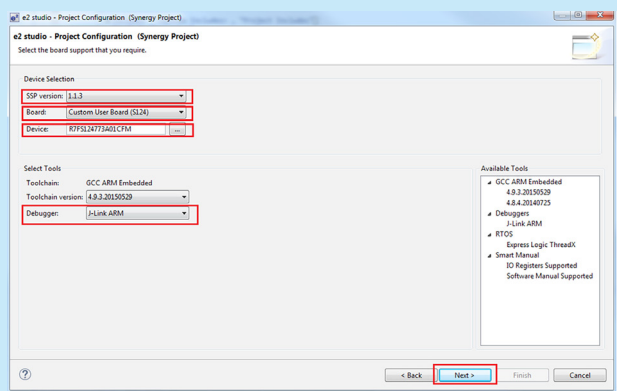 e2 studio - Project Configuration (Synergy Project)
e2 studio - Project Configuration (Synergy Project)
Select the board support that you require.
Device Selection
SSP version: 1.1.3
Board: Custom User Board (S124)
Device: R7FS124773A01CFM ...
Select Tools
Toolchain: GCC ARM Embedded
Toolchain version: 4.9.3.20150529
Debugger: J-Link ARM
Available Tools
GCC ARM Embedded
4.9.3.20150529
4.8.4.20140725
Debuggers
J-Link ARM
RTOS
Express Logic ThreadX
Smart Manual
IO Registers Supported
Software Manual Supported
? < Back Next > Finish Cancel